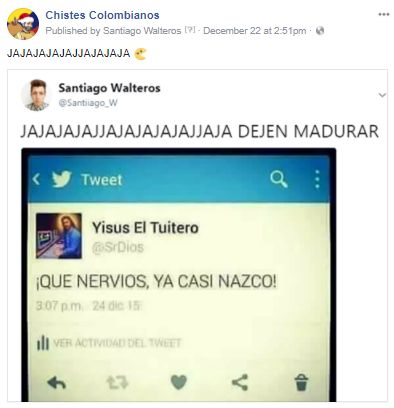 Chistes Colombianos
Published by Santiago Walteros [?] · December 22 at 2:51pm ·
JAJAJAJAJAJJAJAJAJA
Santiago Walteros
@Santiiago_W
JAJAJAJAJJAJAJAJAJAJJAJA DEJEN MADURAR
Tweet
Yisus El Tuitero
@SrDios
¡QUE NERVIOS, YA CASI NAZCO!
3:07 p.m. 24 dic 15
VER ACTIVIDAD DEL TWEET